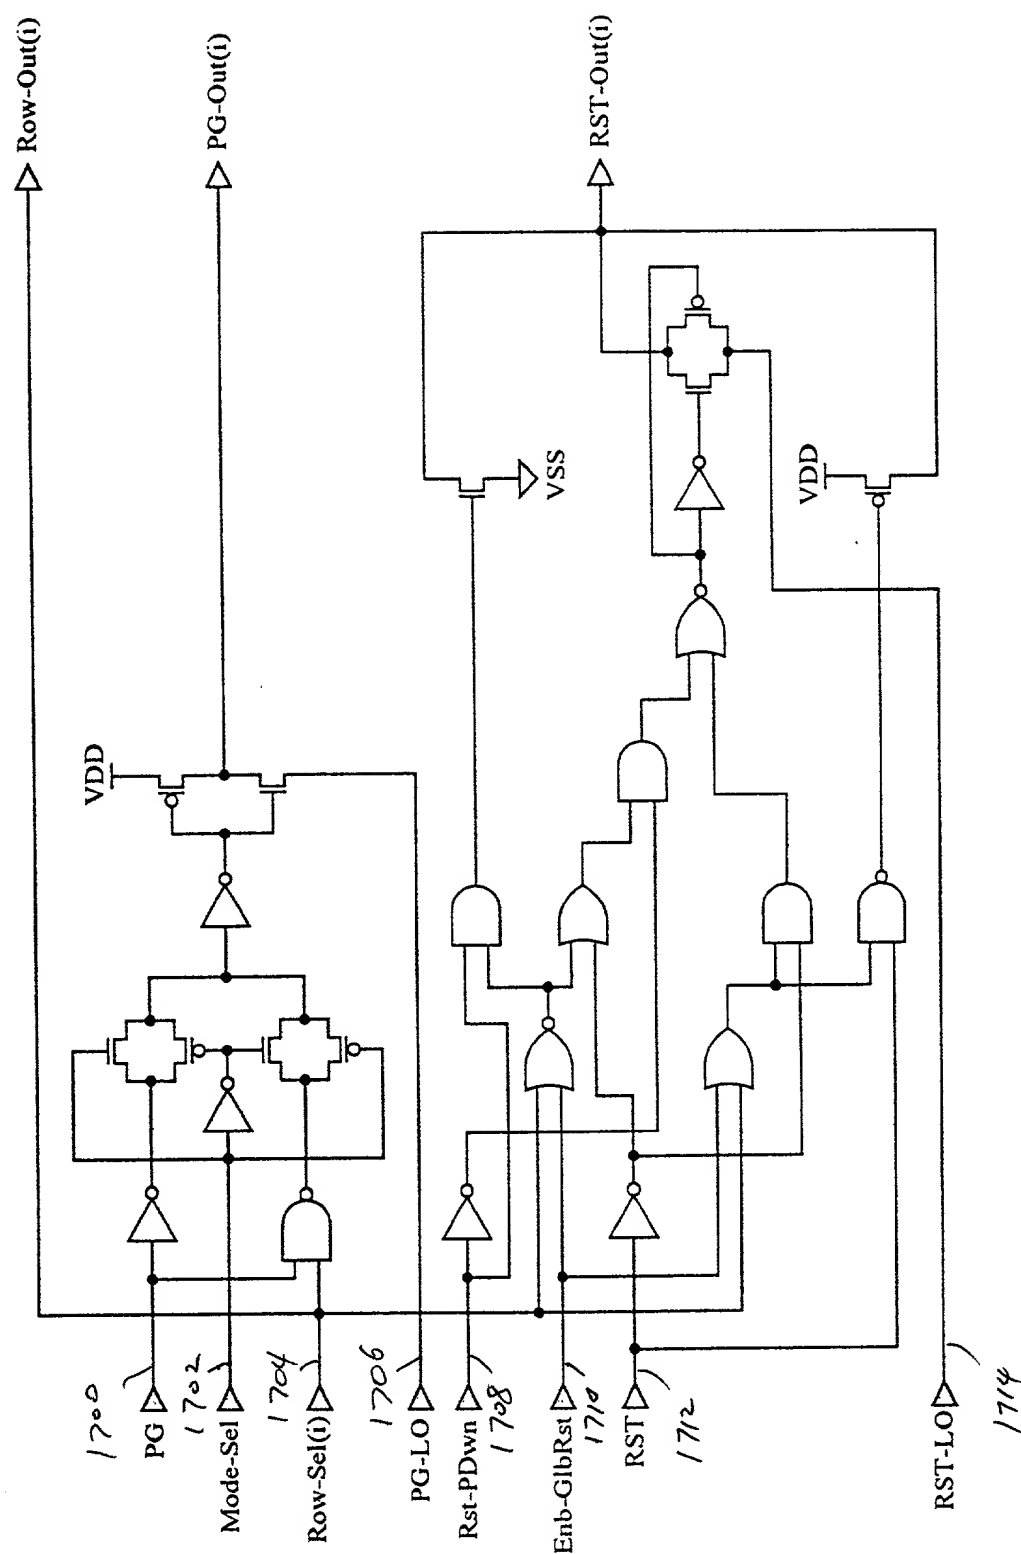 Row-Out(i)
PG-Out(i)
RST-Out(i)
VDD
VSS
VDD
1700
PG
1702
Mode-Sel
1704
Row-Sel(i)
1706
PG-LO
Rst-PDwn
1708
Enb-GlbRst
1710
RST
1712
RST-LO
1714